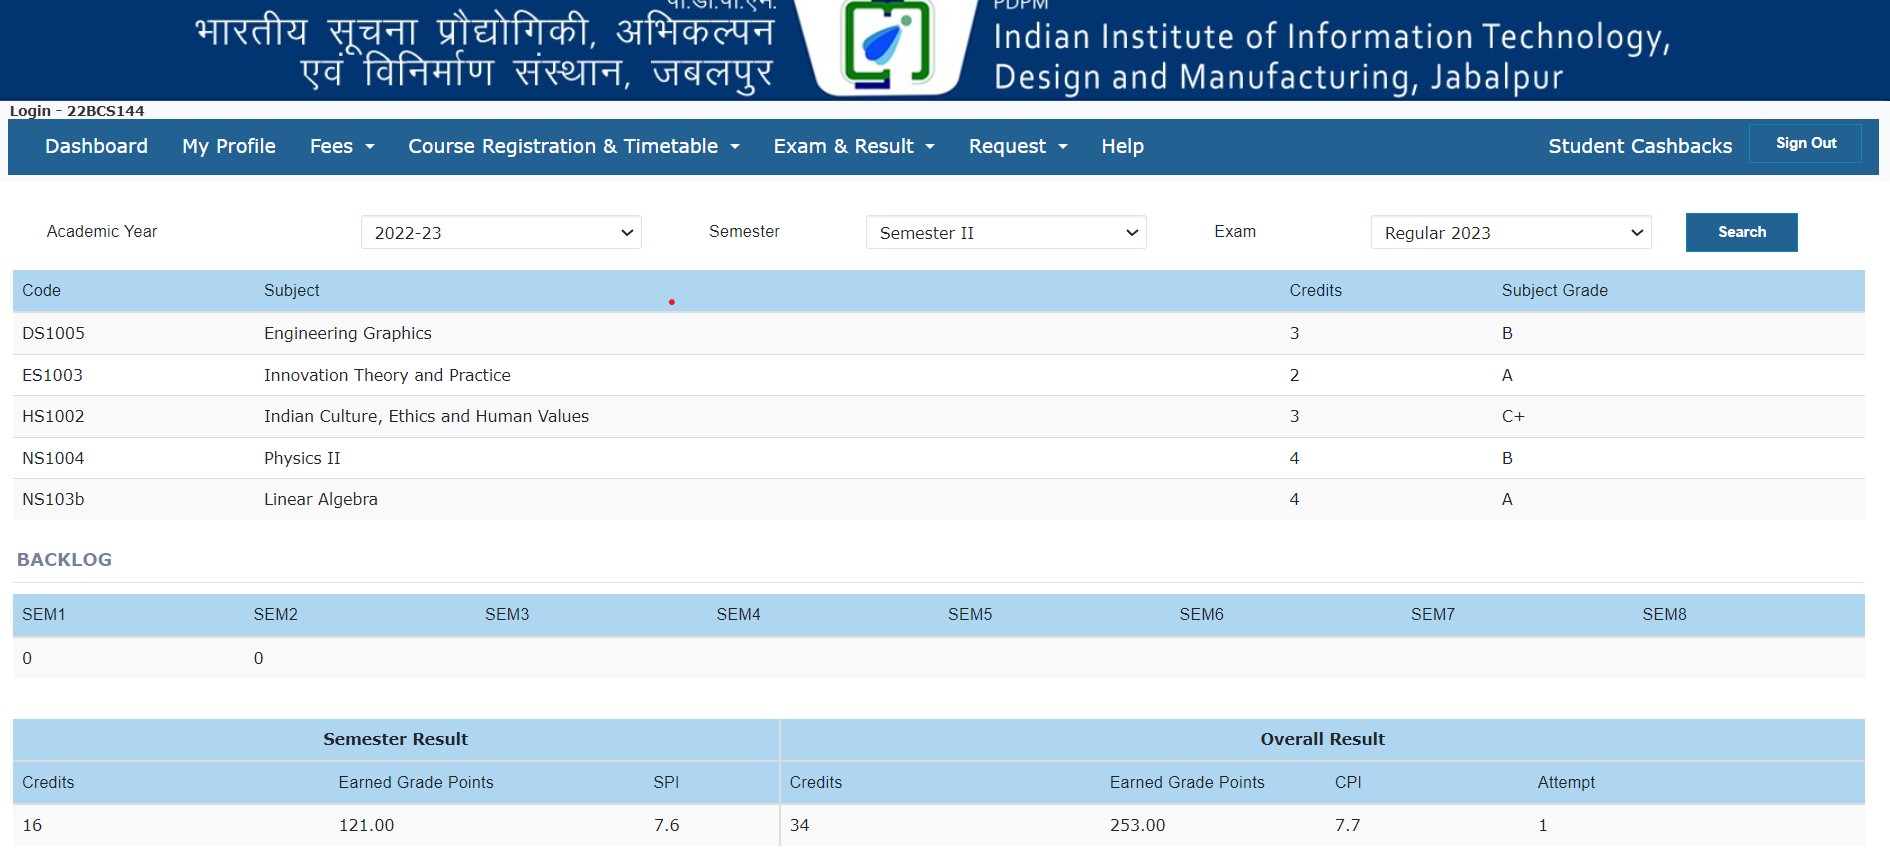 पी.डी.पी.एम.
भारतीय सूचना प्रौद्योगिकी, अभिकल्पन
एवं विनिर्माण संस्थान, जबलपुर
PDPM
Indian Institute of Information Technology,
Design and Manufacturing, Jabalpur
Login - 22BCS144
Dashboard My Profile Fees Course Registration & Timetable Exam & Result Request Help Student Cashbacks Sign Out
Academic Year 2022-23 Semester Semester II Exam Regular 2023 Search
Code Subject Credits Subject Grade
DS1005 Engineering Graphics 3 B
ES1003 Innovation Theory and Practice 2 A
HS1002 Indian Culture, Ethics and Human Values 3 C+
NS1004 Physics II 4 B
NS103b Linear Algebra 4 A
BACKLOG
SEM1 SEM2 SEM3 SEM4 SEM5 SEM6 SEM7 SEM8
0 0
Semester Result Overall Result
Credits Earned Grade Points SPI Credits Earned Grade Points CPI Attempt
16 121.00 7.6 34 253.00 7.7 1